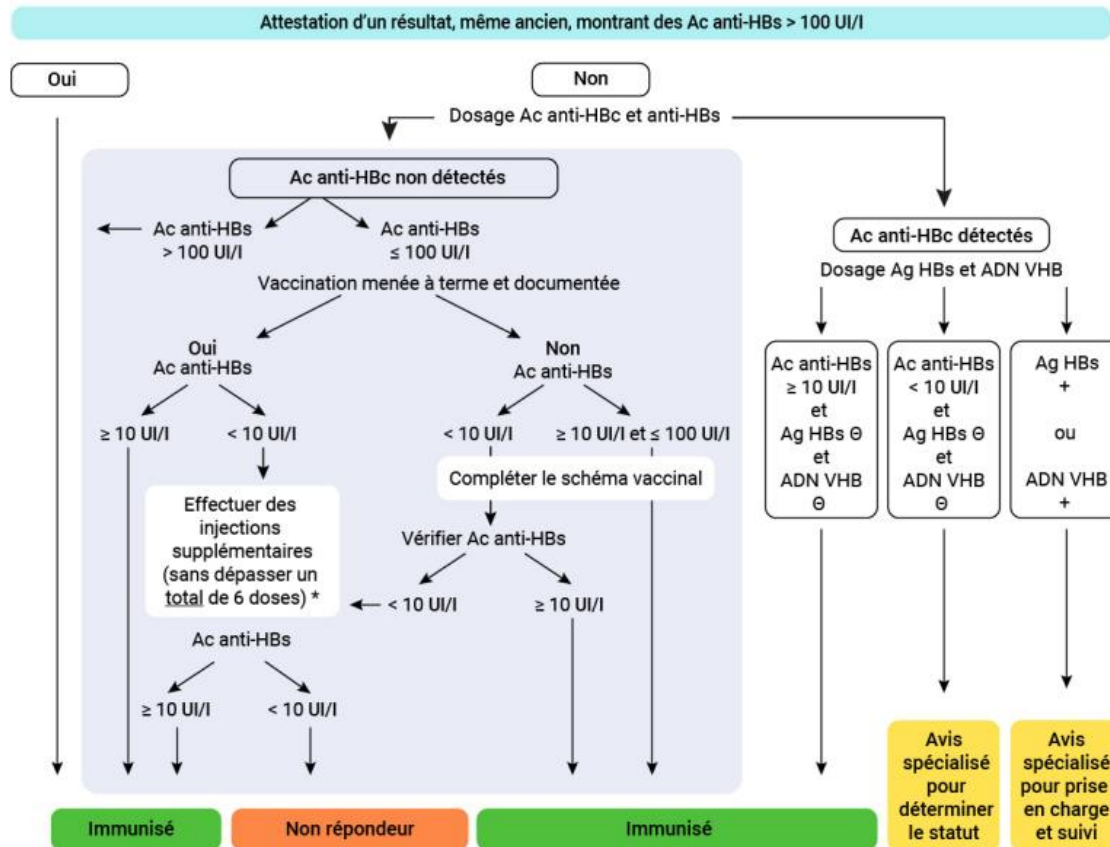 Attestation d'un résultat, même ancien, montrant des Ac anti-HBs > 100 UI/l
Oui
Non
Dosage Ac anti-HBc et anti-HBs
Ac anti-HBc non détectés
Ac anti-HBs
> 100 UI/l
Ac anti-HBs
≤ 100 UI/l
Vaccination menée à terme et documentée
Oui
Ac anti-HBs
Non
Ac anti-HBs
≥ 10 UI/l
< 10 UI/l
< 10 UI/l
≥ 10 UI/l et ≤ 100 UI/l
Effectuer des
injections
supplémentaires
(sans dépasser un
total de 6 doses) *
Compléter le schéma vaccinal
Vérifier Ac anti-HBs
< 10 UI/l
≥ 10 UI/l
Ac anti-HBs
≥ 10 UI/l
< 10 UI/l
Ac anti-HBc détectés
Dosage Ag HBs et ADN VHB
Ac anti-HBs
≥ 10 UI/l
et
Ag HBs Θ
et
ADN VHB
Θ
Ac anti-HBs
< 10 UI/l
et
Ag HBs Θ
et
ADN VHB
Θ
Ag HBs
+
ou
ADN VHB
+
Immunisé
Non répondeur
Immunisé
Avis
spécialisé
pour
déterminer
le statut
Avis
spécialisé
pour prise
en charge
et suivi